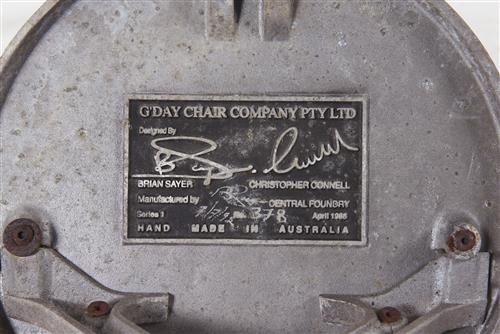 G'DAY CHAIR COMPANY PTY LTD
Designed By
BRIAN SAYER CHRISTOPHER CONNELL
Manufactured by CENTRAL FOUNDRY
Series 1 No. 378 April 1986
HAND MADE IN AUSTRALIA